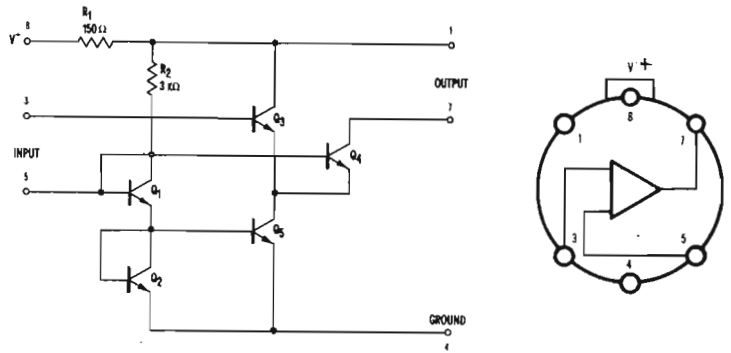 R1
8
150 Ω
1
V+
R2
3 KΩ
OUTPUT
3
Q3
7
Q4
INPUT
5
Q1
Q5
Q2
GROUND
4
V+
8
1
7
3
5
4